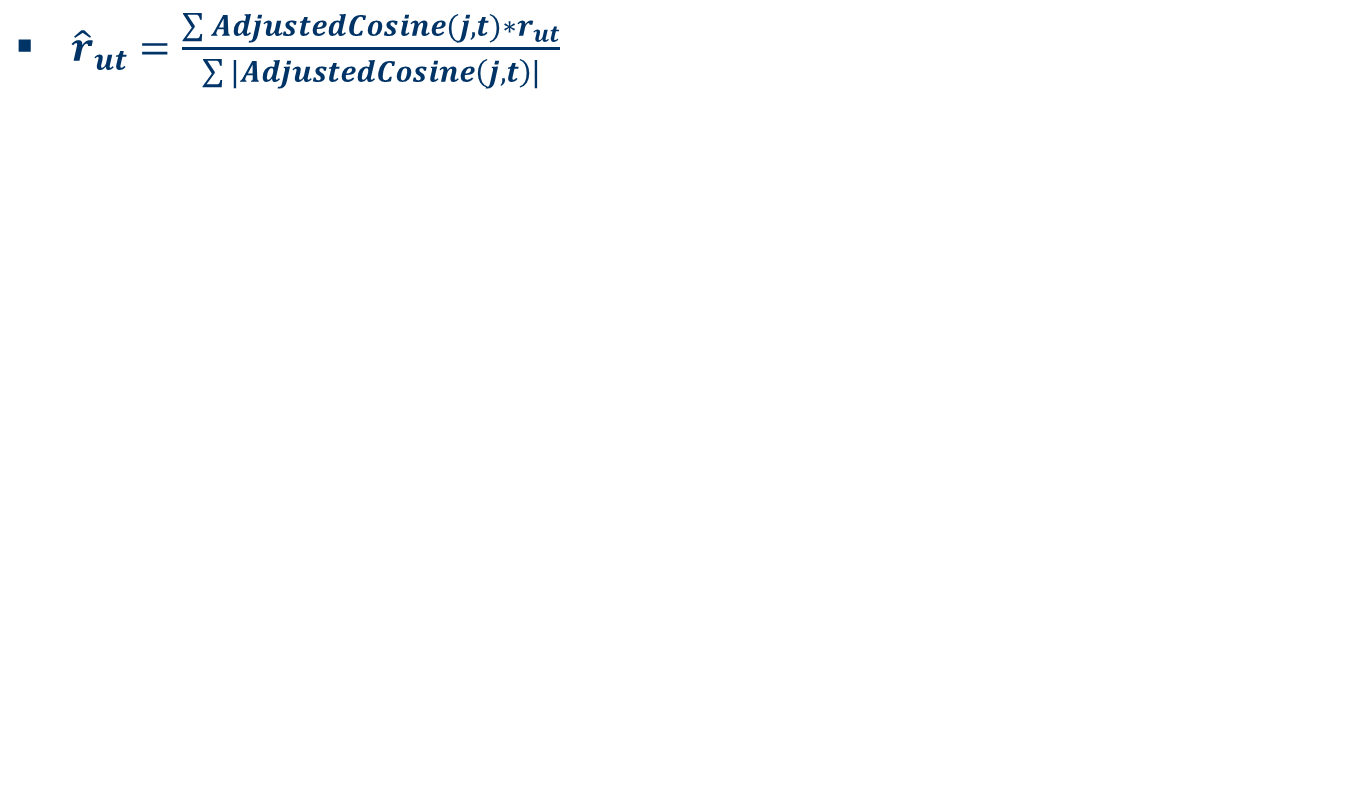 ▪ r̂_ut = ∑ AdjustedCosine(j,t)*r_ut / ∑ |AdjustedCosine(j,t)|